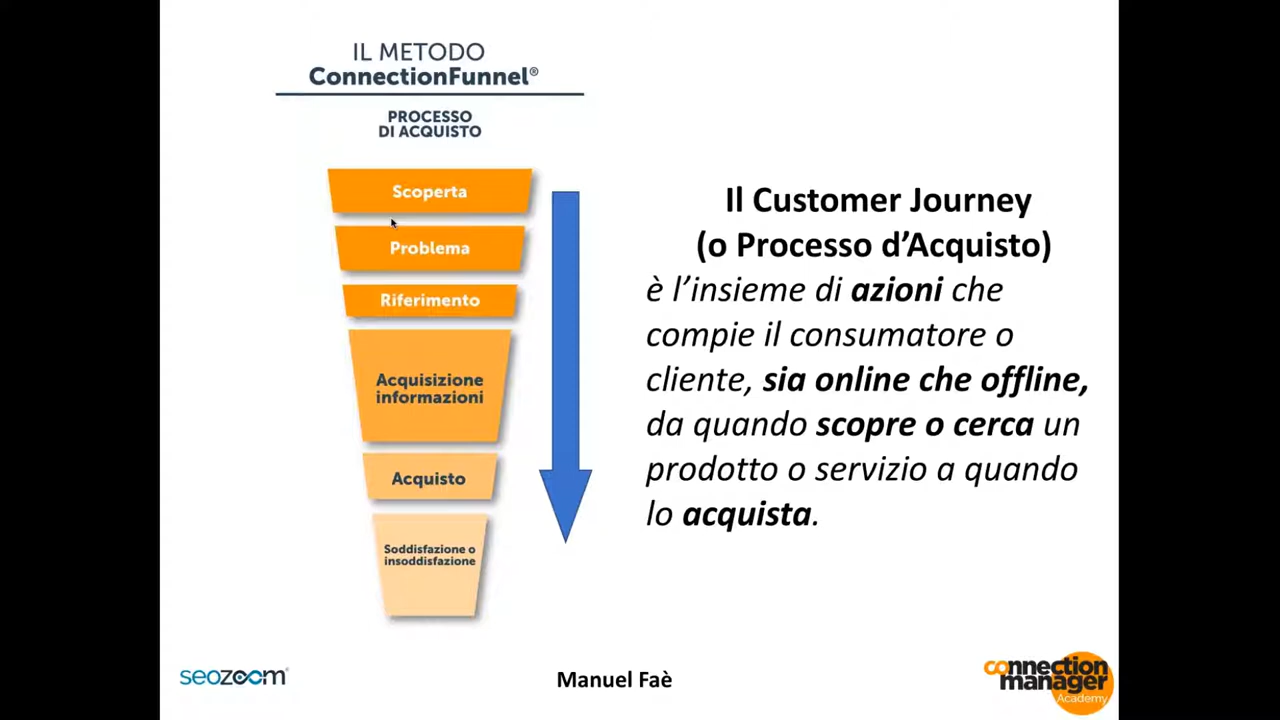 IL METODO
ConnectionFunnel®
PROCESSO
DI ACQUISTO
Scoperta
Problema
Riferimento
Acquisizione
informazioni
Acquisto
Soddisfazione o
insoddisfazione
Il Customer Journey
(o Processo d’Acquisto)
è l’insieme di azioni che
compie il consumatore o
cliente, sia online che offline,
da quando scopre o cerca un
prodotto o servizio a quando
lo acquista.
seozoom®
Manuel Faè
connection
manager
Academy